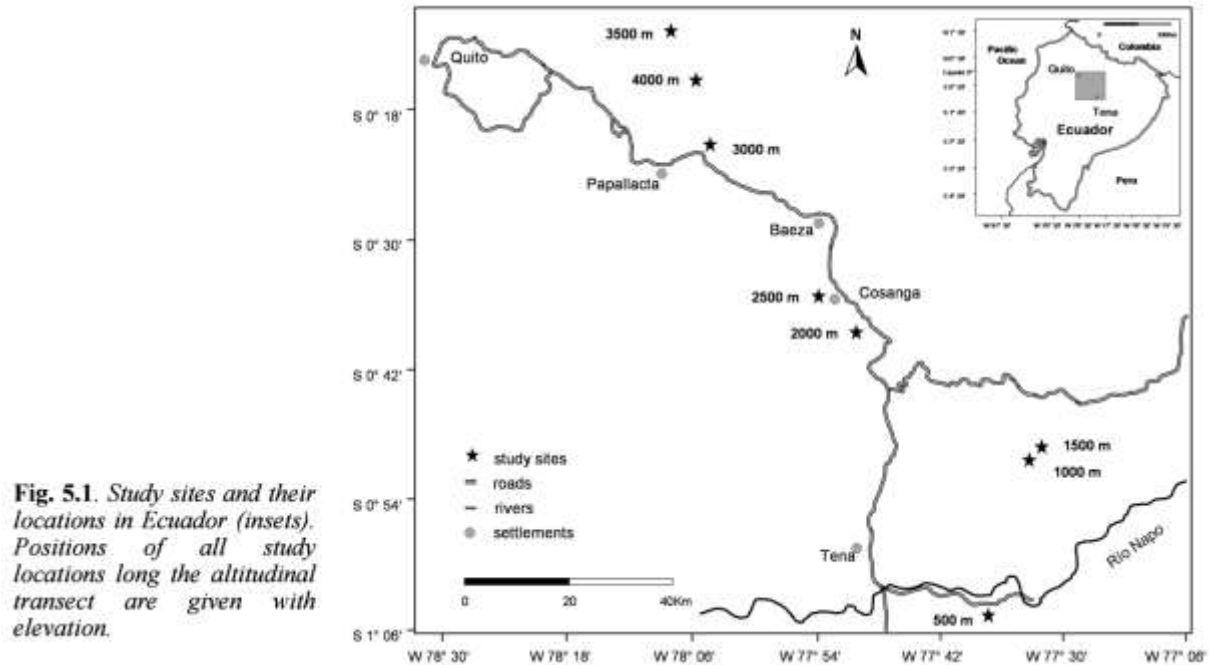 Fig. 5.1. Study sites and their
locations in Ecuador (insets).
Positions of all study
locations long the altitudinal
transect are given with
elevation.
3500 m
N
Quito
4000 m
S 0° 18'
3000 m
Papallacta
Baeza
S 0° 30'
2500 m
Cosanga
2000 m
S 0° 42'
study sites
1500 m
roads
1000 m
rivers
S 0° 54'
settlements
Tena
Rio Napo
0 20 40Km
500 m
S 1° 06'
W 78° 30' W 78° 18' W 78° 06' W 77° 54' W 77° 42' W 77° 30' W 77° 08'
Pacific
Ocean
Colombia
Quito
Tena
Ecuador
Peru